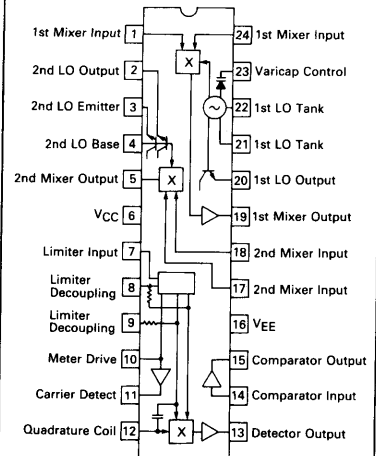 1st Mixer Input 1
24 1st Mixer Input
X
2nd LO Output 2
23 Varicap Control
2nd LO Emitter 3
22 1st LO Tank
2nd LO Base 4
21 1st LO Tank
2nd Mixer Output 5
X
20 1st LO Output
VCC 6
19 1st Mixer Output
Limiter Input 7
18 2nd Mixer Input
Limiter
Decoupling 8
17 2nd Mixer Input
Limiter
Decoupling 9
16 VEE
Meter Drive 10
15 Comparator Output
Carrier Detect 11
14 Comparator Input
Quadrature Coil 12
X
13 Detector Output